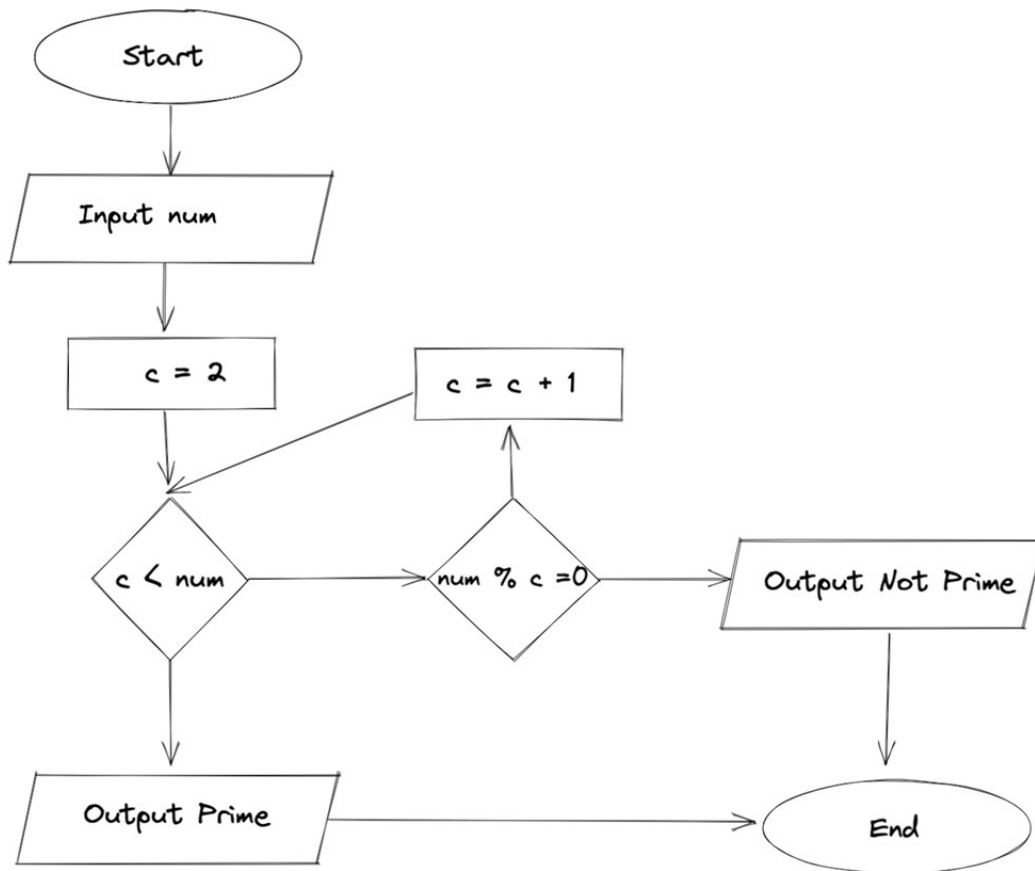 Start
Input num
c = 2
c = c + 1
c < num
num % c =0
Output Not Prime
Output Prime
End